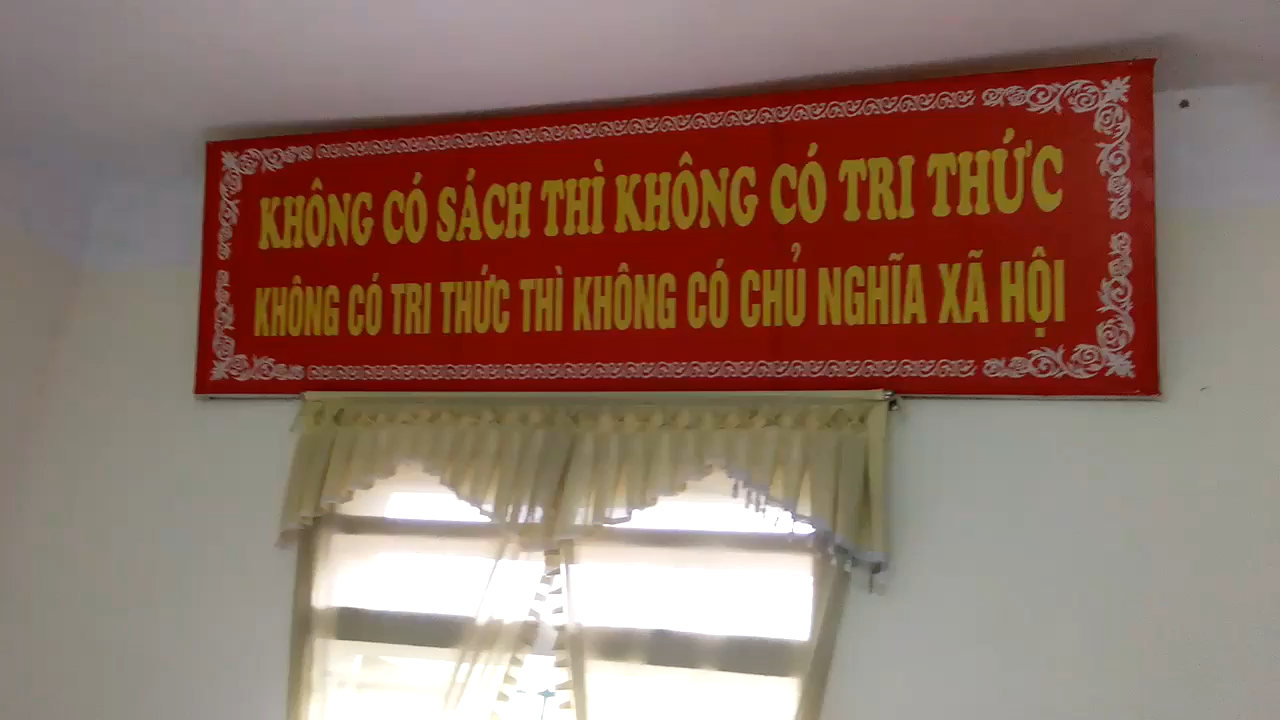 KHÔNG CÓ SÁCH THÌ KHÔNG CÓ TRI THỨC
KHÔNG CÓ TRI THỨC THÌ KHÔNG CÓ CHỦ NGHĨA XÃ HỘI